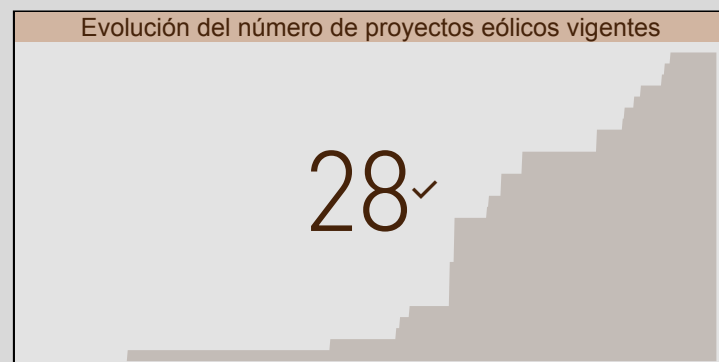 Evolución del número de proyectos eólicos vigentes
28✓